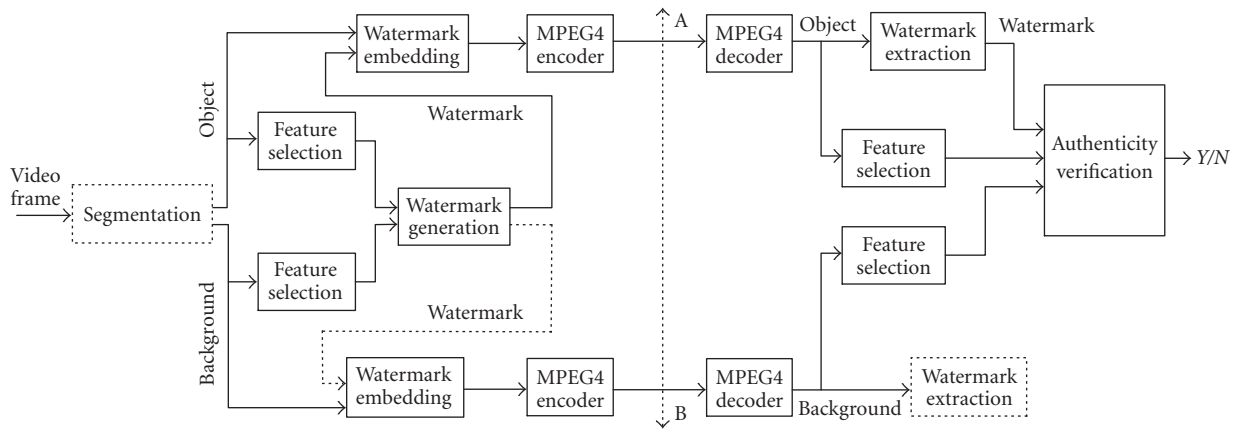 Video
frame
Segmentation
Object
Background
Feature
selection
Feature
selection
Watermark
generation
Watermark
Watermark
Watermark
embedding
MPEG4
encoder
Watermark
embedding
MPEG4
encoder
A
B
MPEG4
decoder
Object
Watermark
extraction
Watermark
Feature
selection
Feature
selection
Authenticity
verification
Y/N
MPEG4
decoder
Background
Watermark
extraction